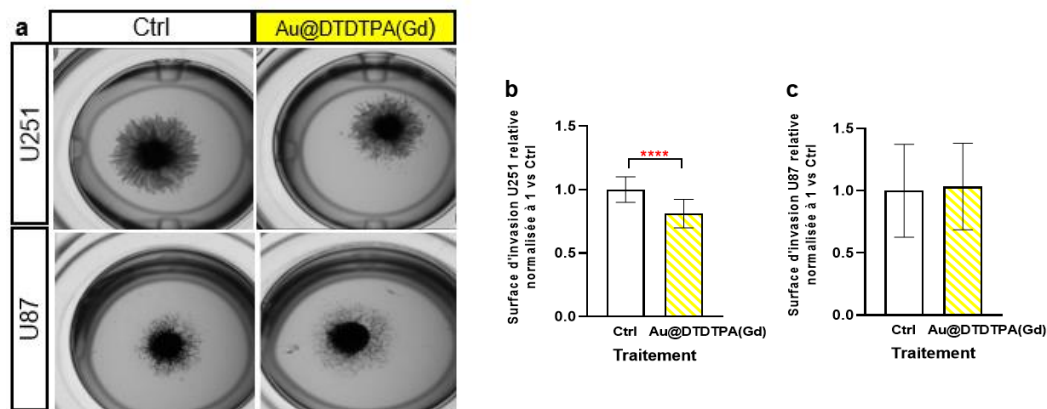 a
Ctrl
Au@DTDTPA(Gd)
U251
U87
b
Surface d'invasion U251 relative
normalisée à 1 vs Ctrl
1.5
1.0
0.5
0.0
****
Ctrl
Au@DTDTPA(Gd)
Traitement
c
Surface d'invasion U87 relative
normalisée à 1 vs Ctrl
1.5
1.0
0.5
0.0
Ctrl
Au@DTDTPA(Gd)
Traitement